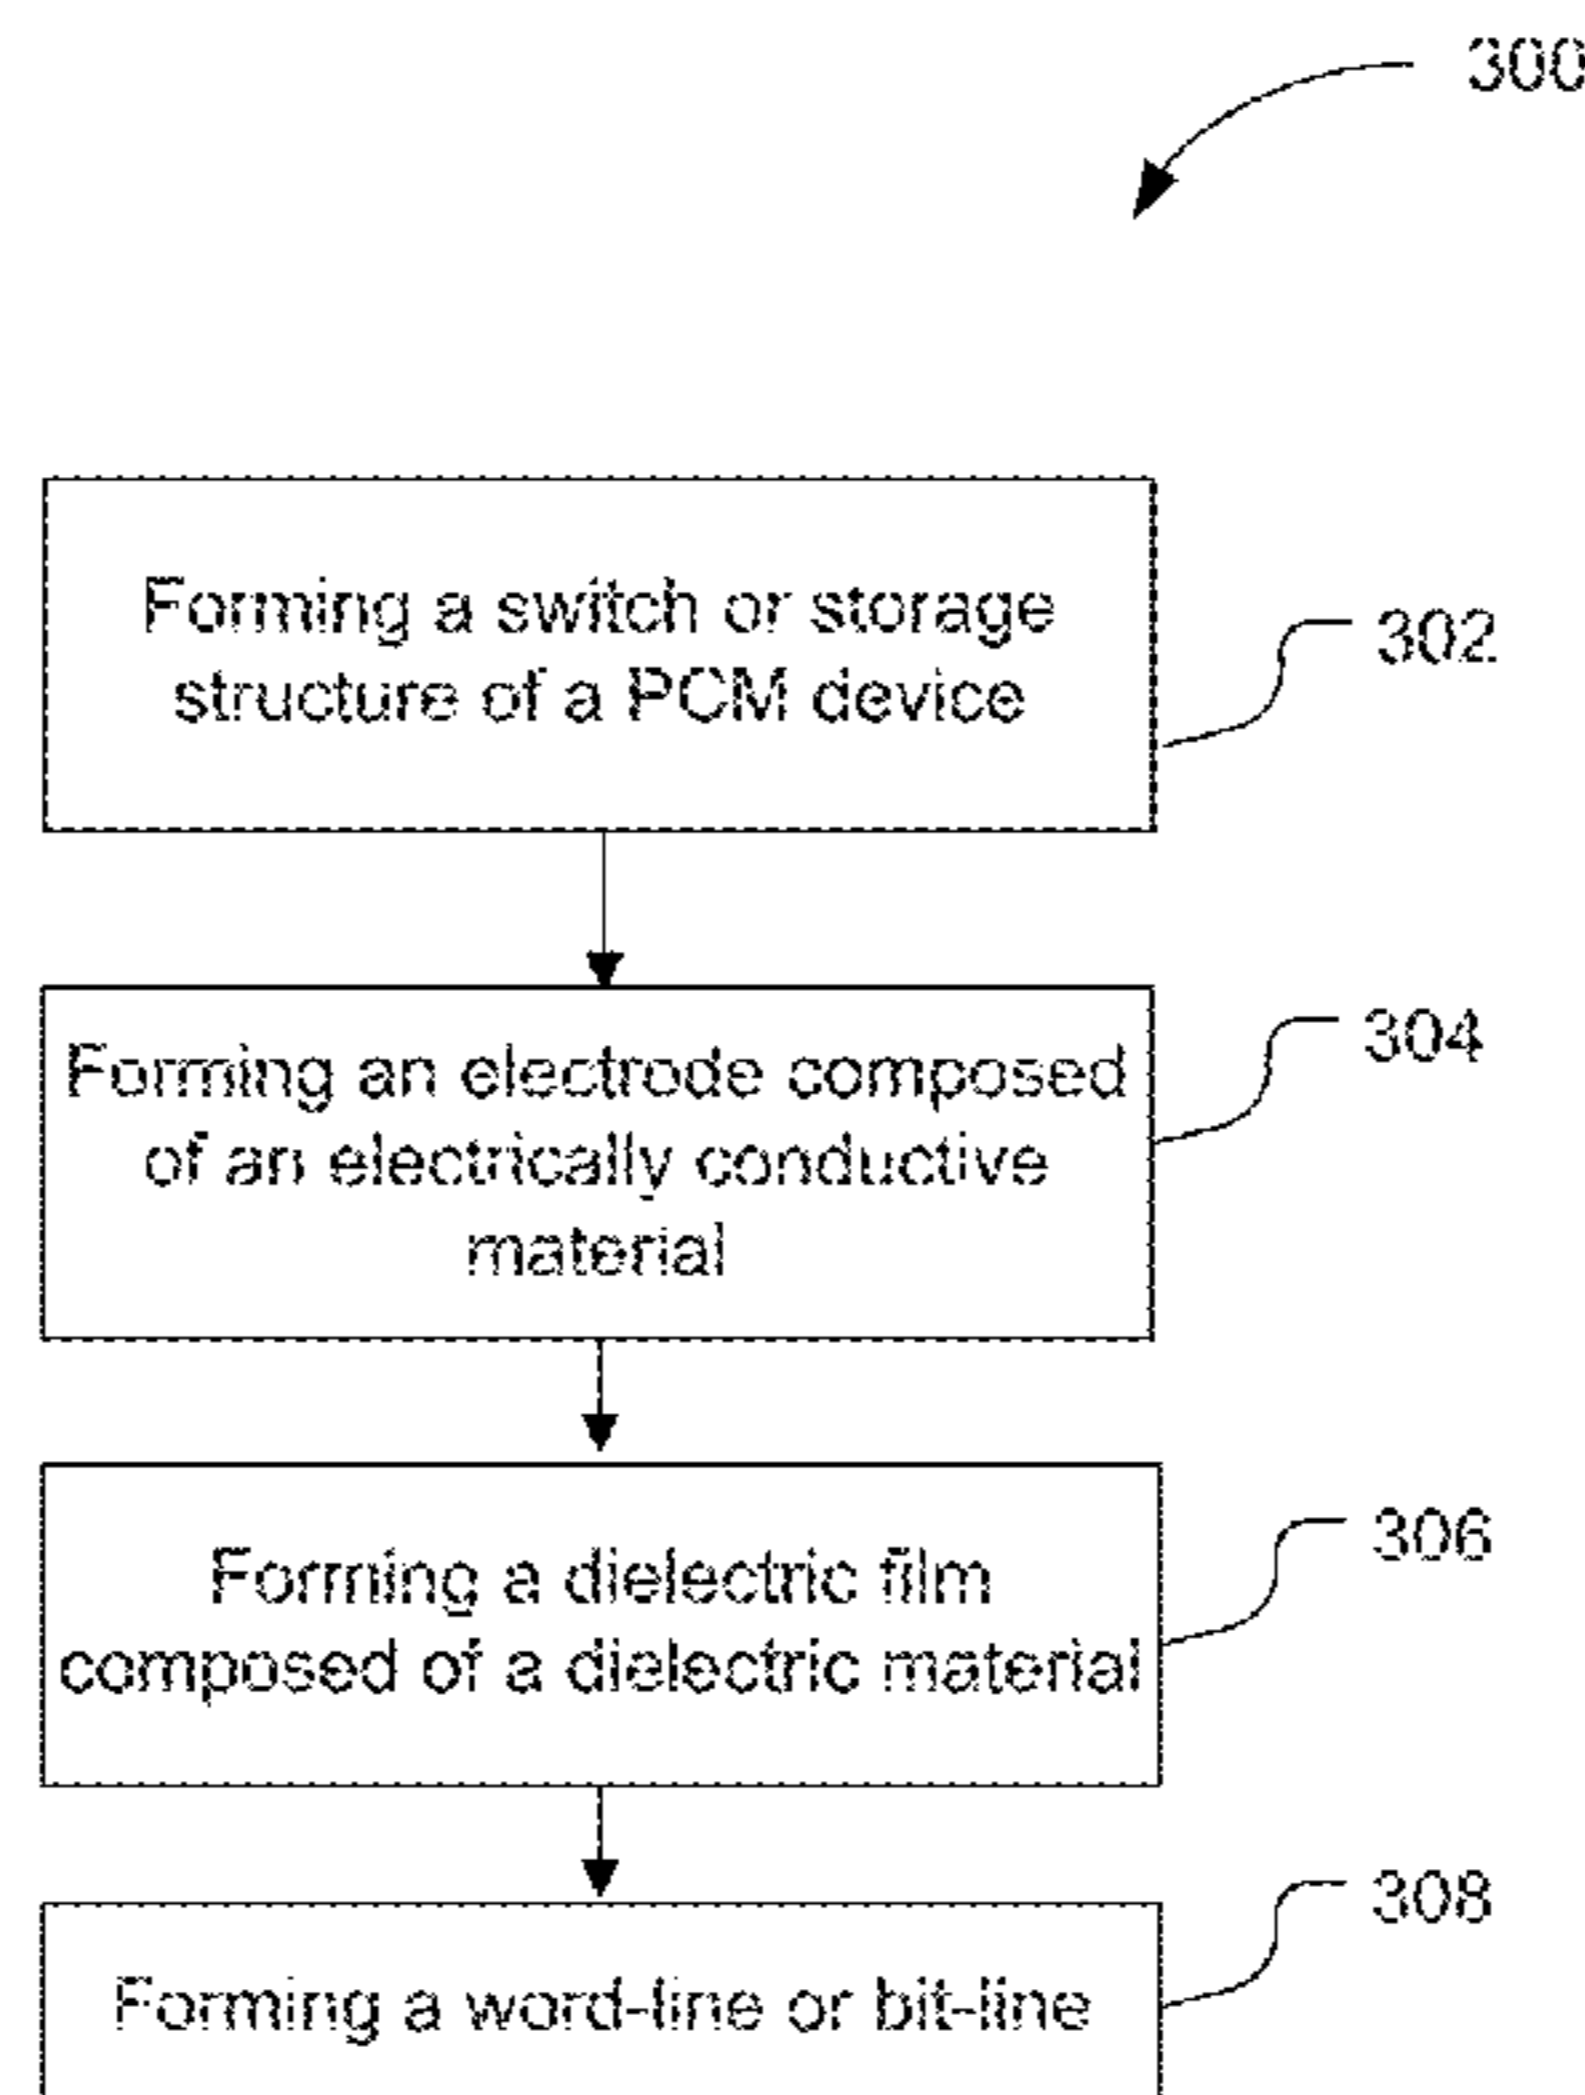 300
Forming a switch or storage
structure of a PCM device
302
Forming an electrode composed
of an electrically conductive
material
304
Forming a dielectric film
composed of a dielectric material
306
Forming a word-line or bit-line
308